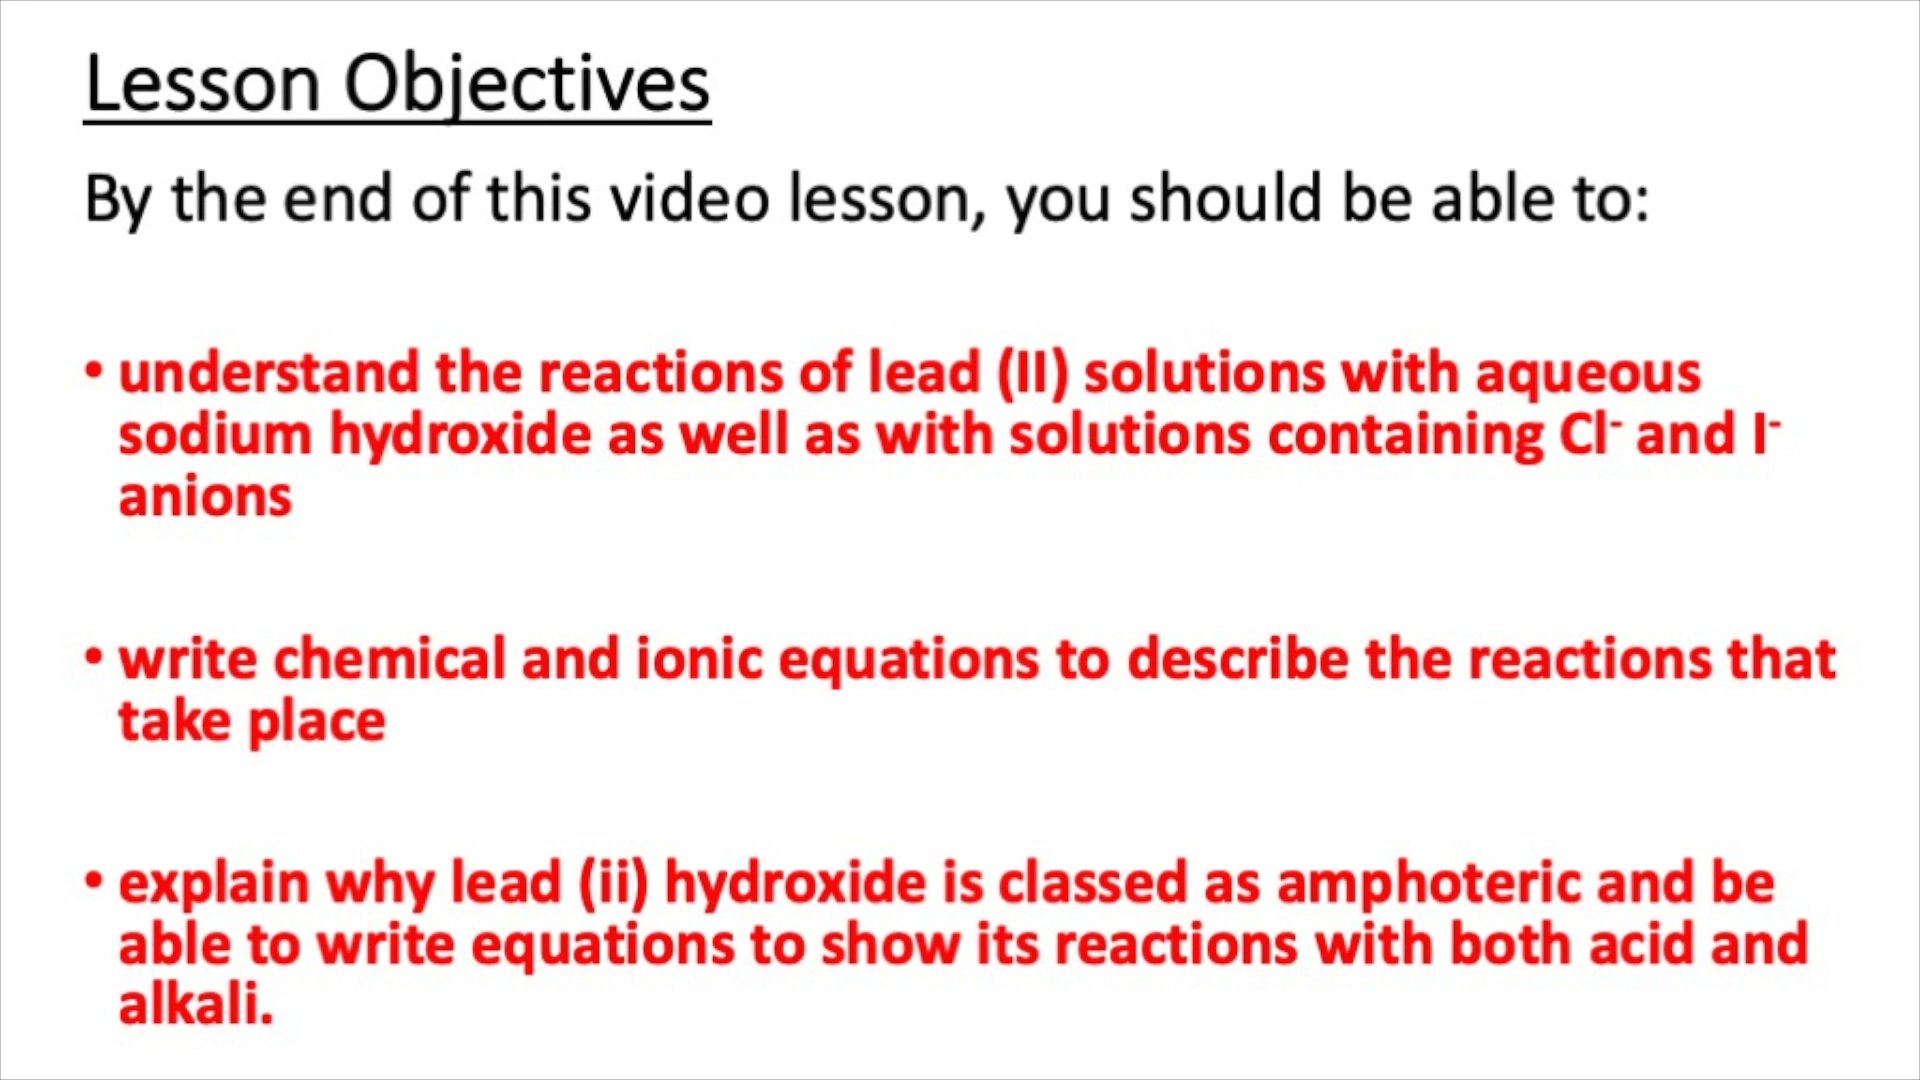 Lesson Objectives
By the end of this video lesson, you should be able to:
• understand the reactions of lead (II) solutions with aqueous
sodium hydroxide as well as with solutions containing Cl⁻ and I⁻
anions
• write chemical and ionic equations to describe the reactions that
take place
• explain why lead (ii) hydroxide is classed as amphoteric and be
able to write equations to show its reactions with both acid and
alkali.